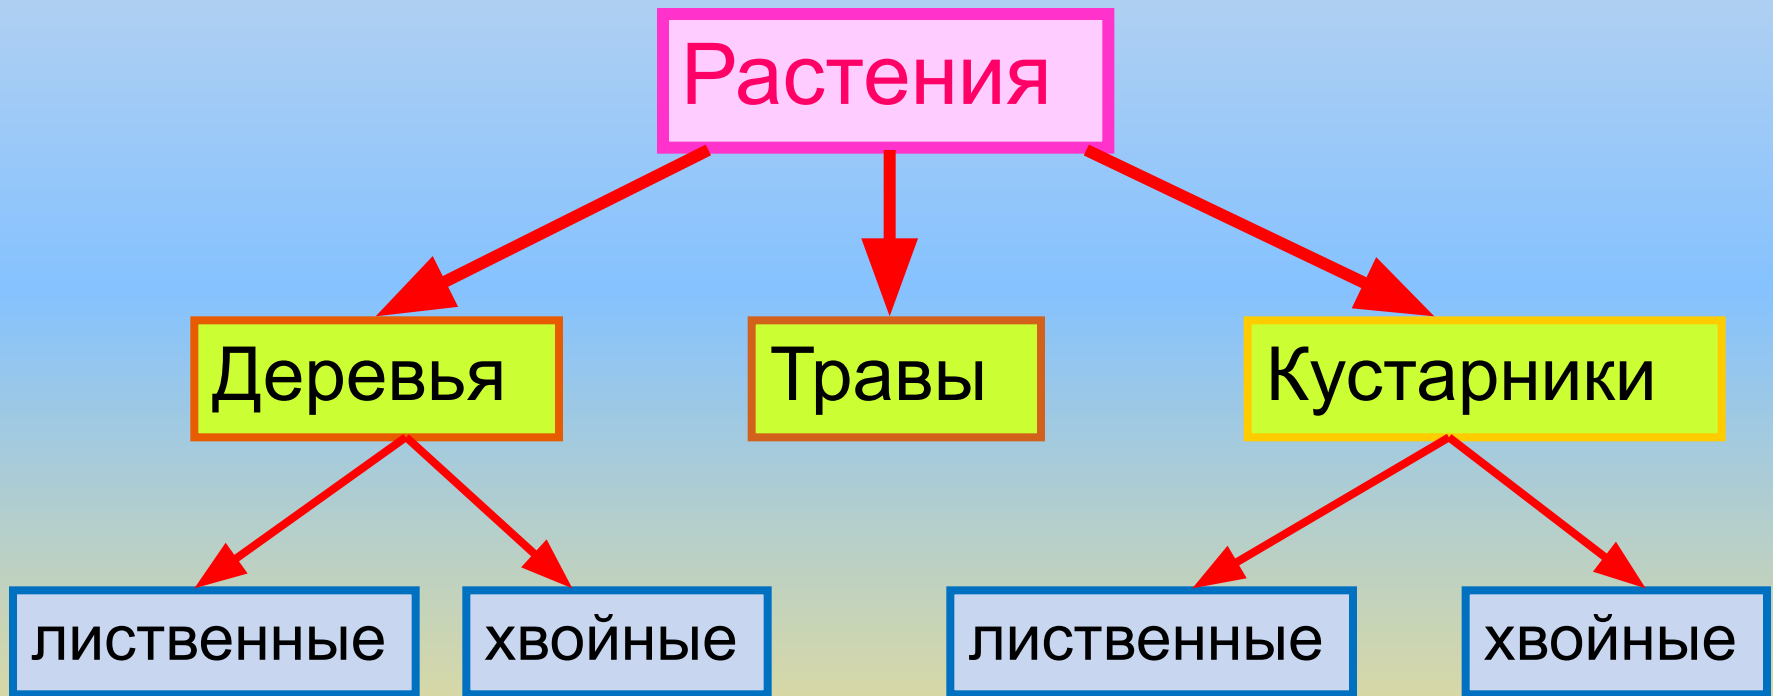 Растения
Деревья
Травы
Кустарники
лиственные
хвойные
лиственные
хвойные